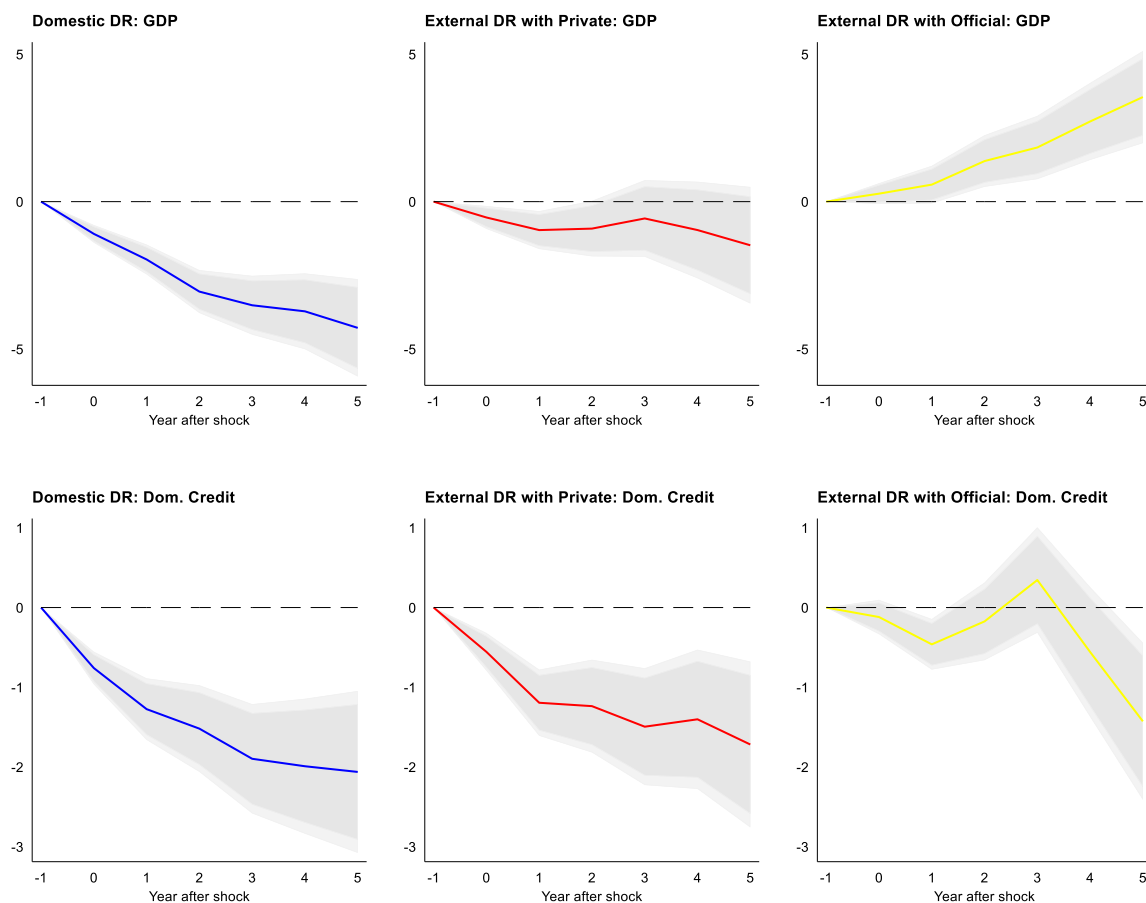 Domestic DR: GDP
External DR with Private: GDP
External DR with Official: GDP
5
0
-5
-1 0 1 2 3 4 5
Year after shock
5
0
-5
-1 0 1 2 3 4 5
Year after shock
5
0
-5
-1 0 1 2 3 4 5
Year after shock
Domestic DR: Dom. Credit
External DR with Private: Dom. Credit
External DR with Official: Dom. Credit
1
0
-1
-2
-3
-1 0 1 2 3 4 5
Year after shock
1
0
-1
-2
-3
-1 0 1 2 3 4 5
Year after shock
1
0
-1
-2
-3
-1 0 1 2 3 4 5
Year after shock